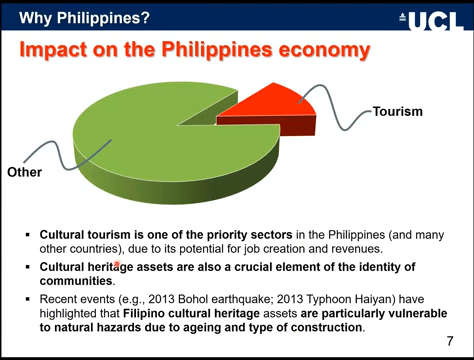 Why Philippines?
UCL
Impact on the Philippines economy
Tourism
Other
Cultural tourism is one of the priority sectors in the Philippines (and many
other countries), due to its potential for job creation and revenues.
Cultural heritage assets are also a crucial element of the identity of
communities.
Recent events (e.g., 2013 Bohol earthquake; 2013 Typhoon Haiyan) have
highlighted that Filipino cultural heritage assets are particularly vulnerable
to natural hazards due to ageing and type of construction.
7